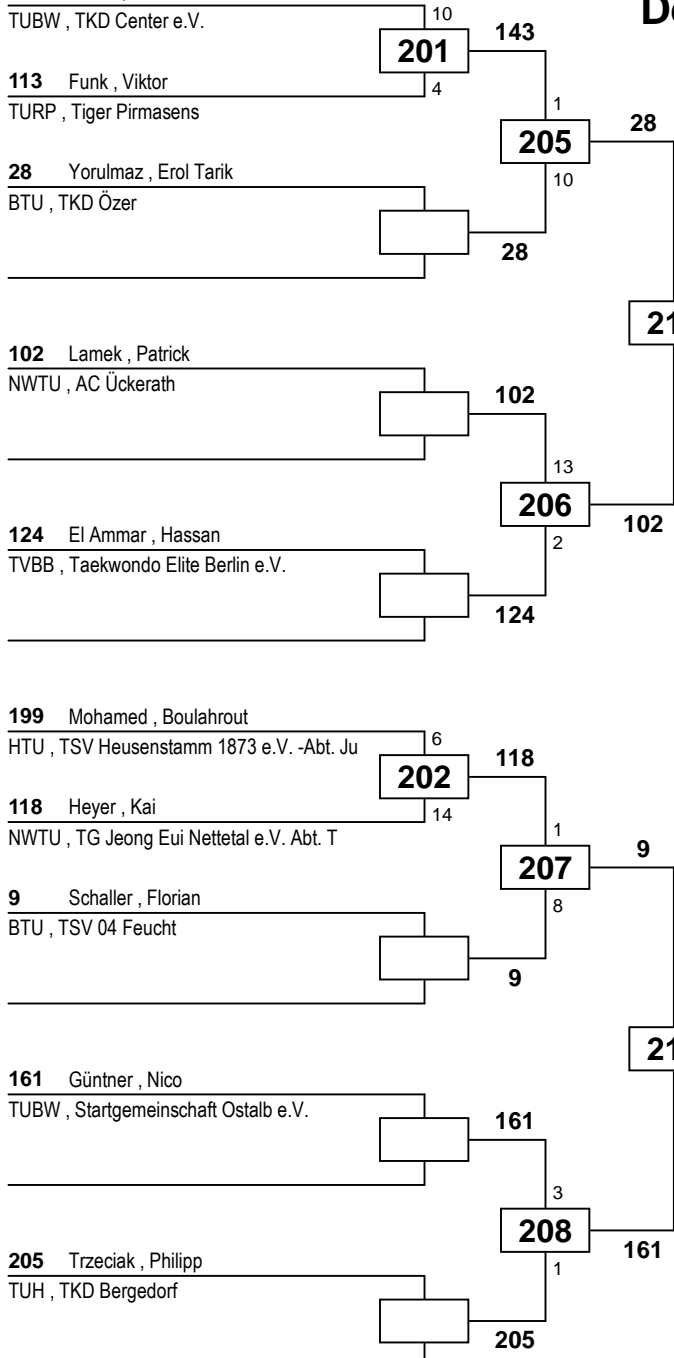 TUBW , TKD Center e.V.
10
201
143
113 Funk , Viktor
4
TURP , Tiger Pirmasens
1
205
28
28 Yorulmaz , Erol Tarik
10
BTU , TKD Özer
28
102 Lamek , Patrick
NWTU , AC Ückerath
102
13
206
102
124 El Ammar , Hassan
2
TVBB , Taekwondo Elite Berlin e.V.
124
199 Mohamed , Boulahrout
HTU , TSV Heusenstamm 1873 e.V. -Abt. Ju
6
202
118
118 Heyer , Kai
14
NWTU , TG Jeong Eui Nettetal e.V. Abt. T
1
207
9
9 Schaller , Florian
8
BTU , TSV 04 Feucht
9
161 Güntner , Nico
TUBW , Startgemeinschaft Ostalb e.V.
161
3
208
161
205 Trzeciak , Philipp
1
TUH , TKD Bergedorf
205